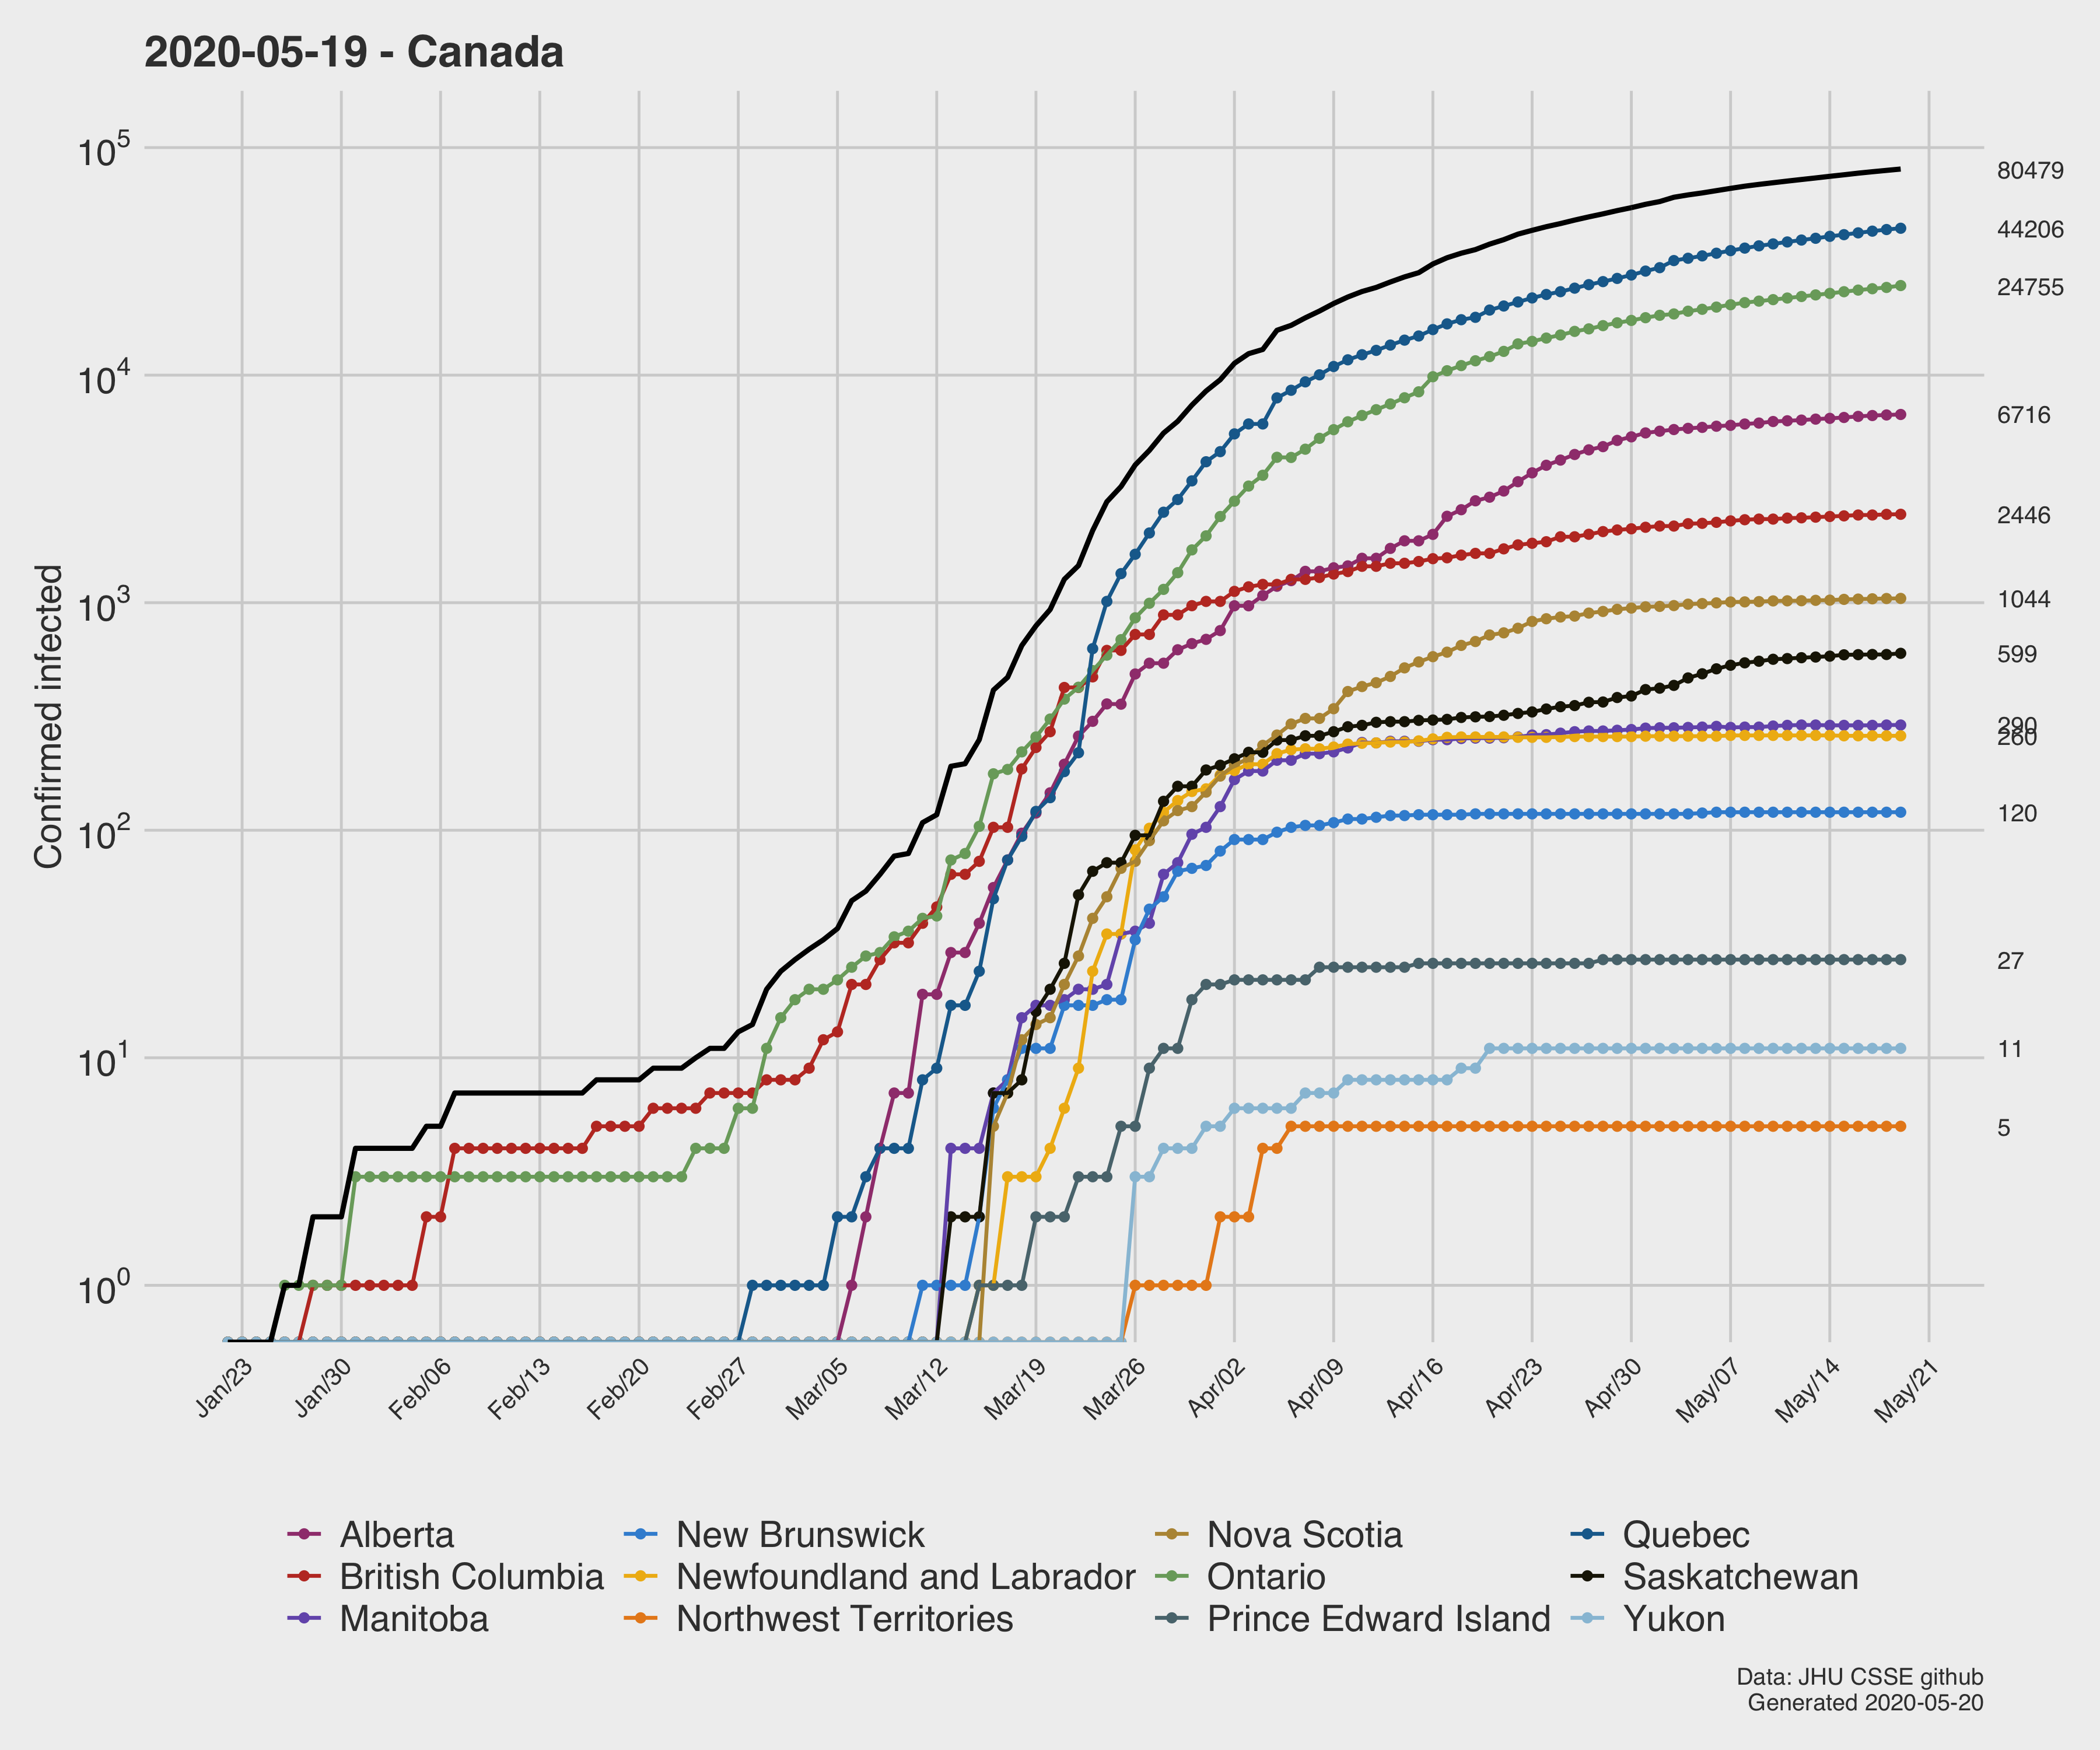 2020-05-19 - Canada
Confirmed infected
10^5
10^4
10^3
10^2
10^1
10^0
80479
44206
24755
6716
2446
1044
599
290
260
120
27
11
5
Jan/23 Jan/30 Feb/06 Feb/13 Feb/20 Feb/27 Mar/05 Mar/12 Mar/19 Mar/26 Apr/02 Apr/09 Apr/16 Apr/23 Apr/30 May/07 May/14 May/21
Alberta New Brunswick Nova Scotia Quebec
British Columbia Newfoundland and Labrador Ontario Saskatchewan
Manitoba Northwest Territories Prince Edward Island Yukon
Data: JHU CSSE github
Generated 2020-05-20